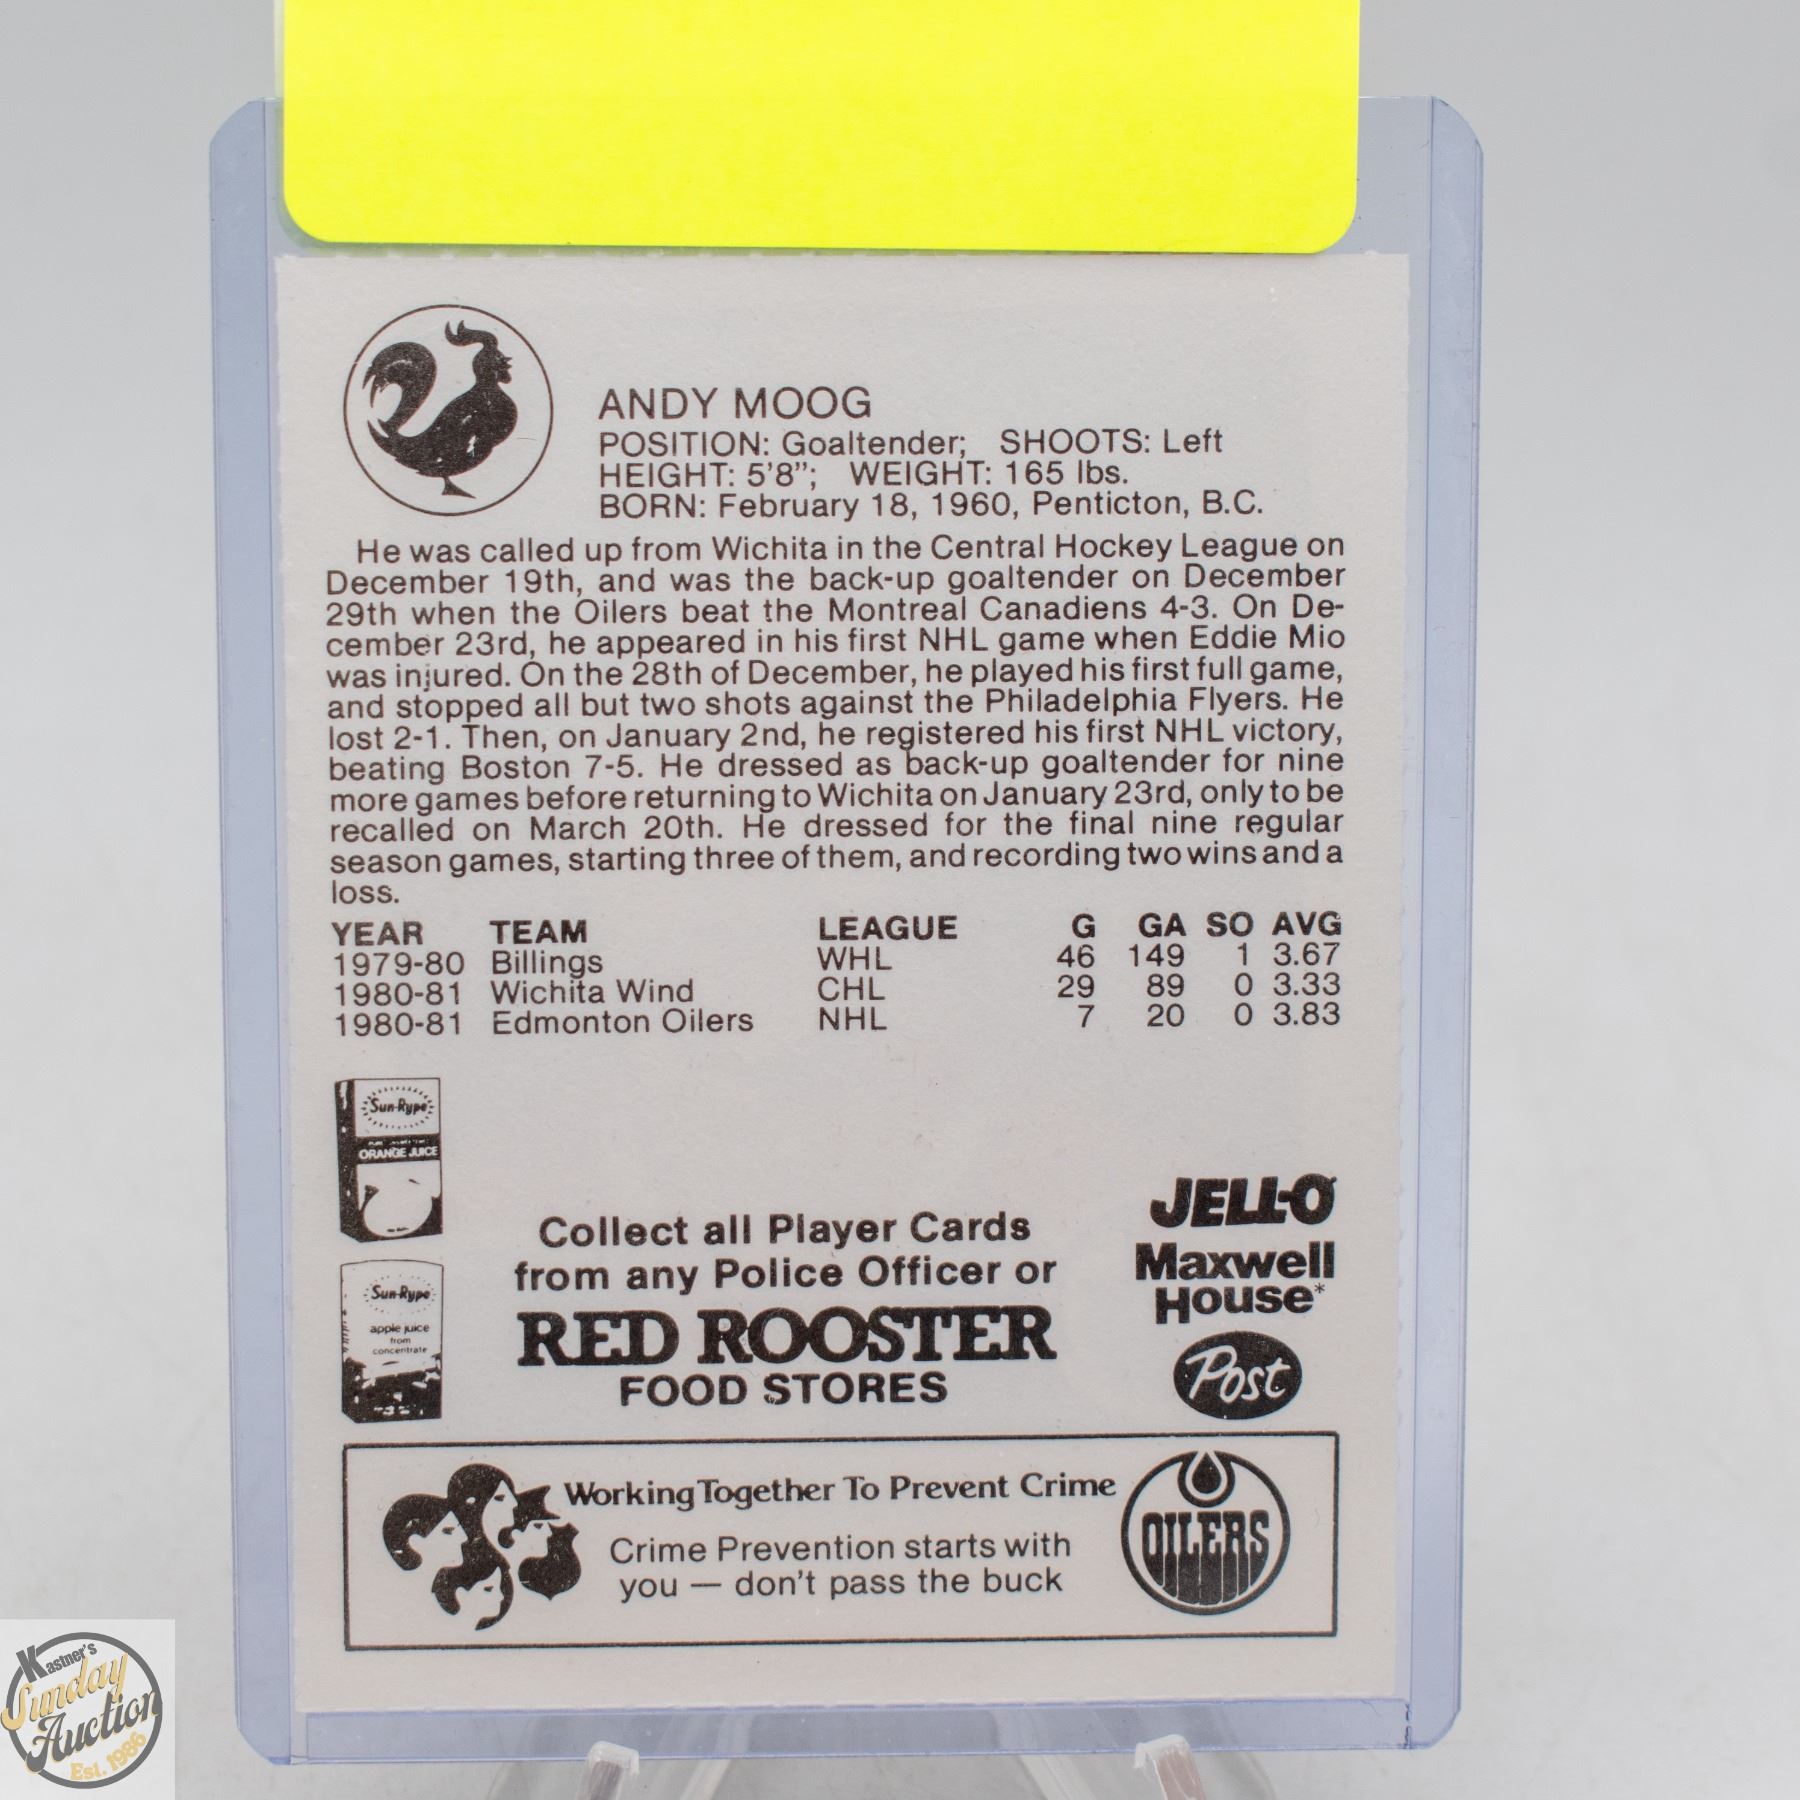 ANDY MOOG
POSITION: Goaltender; SHOOTS: Left
HEIGHT: 5'8"; WEIGHT: 165 lbs.
BORN: February 18, 1960, Penticton, B.C.
He was called up from Wichita in the Central Hockey League on
December 19th, and was the back-up goaltender on December
29th when the Oilers beat the Montreal Canadiens 4-3. On De-
cember 23rd, he appeared in his first NHL game when Eddie Mio
was injured. On the 28th of December, he played his first full game,
and stopped all but two shots against the Philadelphia Flyers. He
lost 2-1. Then, on January 2nd, he registered his first NHL victory,
beating Boston 7-5. He dressed as back-up goaltender for nine
more games before returning to Wichita on January 23rd, only to be
recalled on March 20th. He dressed for the final nine regular
season games, starting three of them, and recording two wins and a
loss.
YEAR TEAM LEAGUE G GA SO AVG
1979-80 Billings WHL 46 149 1 3.67
1980-81 Wichita Wind CHL 29 89 0 3.33
1980-81 Edmonton Oilers NHL 7 20 0 3.83
Sun-Rype
ORANGE JUICE
Sun-Rype
apple juice
from
concentrate
Collect all Player Cards
from any Police Officer or
RED ROOSTER
FOOD STORES
JELL-O
Maxwell
House*
Post
Working Together To Prevent Crime
Crime Prevention starts with
you — don't pass the buck
OILERS
Kastner's
Sunday
Auction
Est. 1986